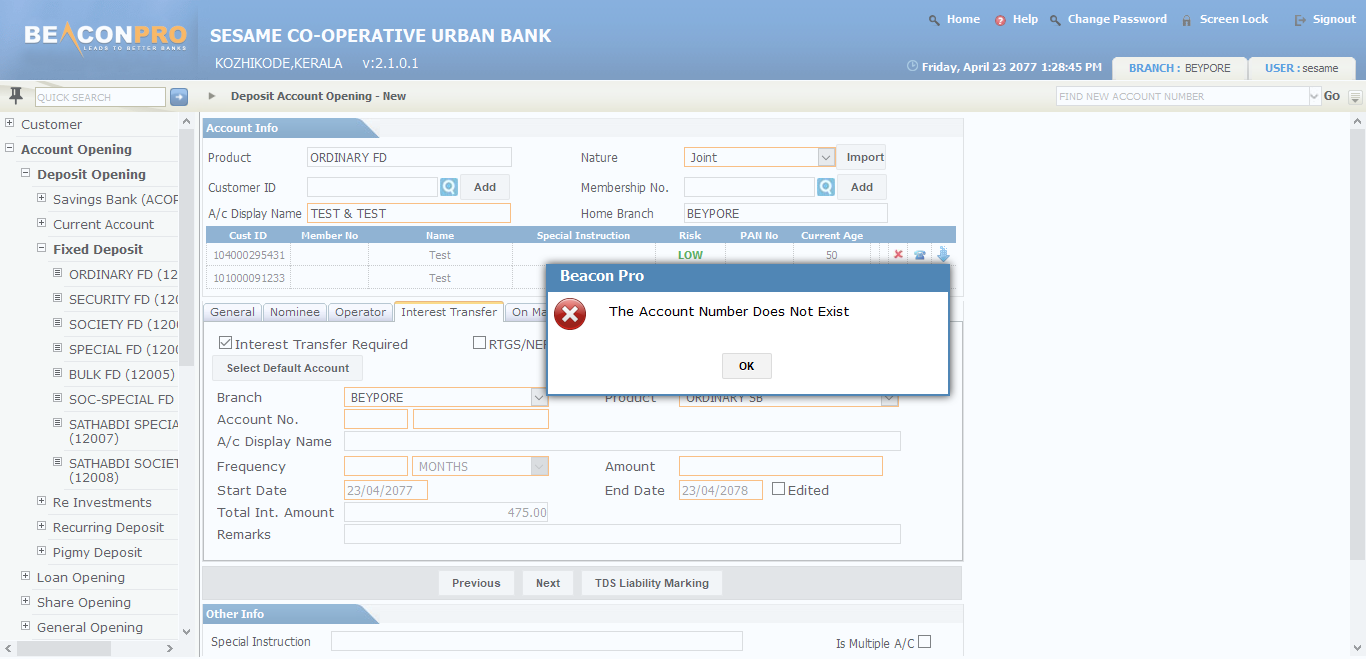 BEACONPRO
LEADS TO BETTER BANKS
SESAME CO-OPERATIVE URBAN BANK
KOZHIKODE,KERALA v:2.1.0.1
Home Help Change Password Screen Lock Signout
Friday, April 23 2077 1:28:45 PM BRANCH : BEYPORE USER : sesame
QUICK SEARCH Deposit Account Opening - New FIND NEW ACCOUNT NUMBER Go
Customer
Account Opening
Deposit Opening
Savings Bank (ACOP
Current Account
Fixed Deposit
ORDINARY FD (12
SECURITY FD (120
SOCIETY FD (120
SPECIAL FD (120
BULK FD (12005)
SOC-SPECIAL FD
SATHABDI SPECIA
(12007)
SATHABDI SOCIET
(12008)
Re Investments
Recurring Deposit
Pigmy Deposit
Loan Opening
Share Opening
General Opening
Account Info
Product ORDINARY FD Nature Joint Import
Customer ID Add Membership No. Add
A/c Display Name TEST & TEST Home Branch BEYPORE
Cust ID Member No Name Special Instruction Risk PAN No Current Age
104000295431 Test LOW 50
101000091233 Test
Beacon Pro
The Account Number Does Not Exist
OK
General Nominee Operator Interest Transfer On Ma
Interest Transfer Required RTGS/NEF
Select Default Account
Branch BEYPORE Product ORDINARY SB
Account No.
A/c Display Name
Frequency MONTHS Amount
Start Date 23/04/2077 End Date 23/04/2078 Edited
Total Int. Amount 475.00
Remarks
Previous Next TDS Liability Marking
Other Info
Special Instruction Is Multiple A/C